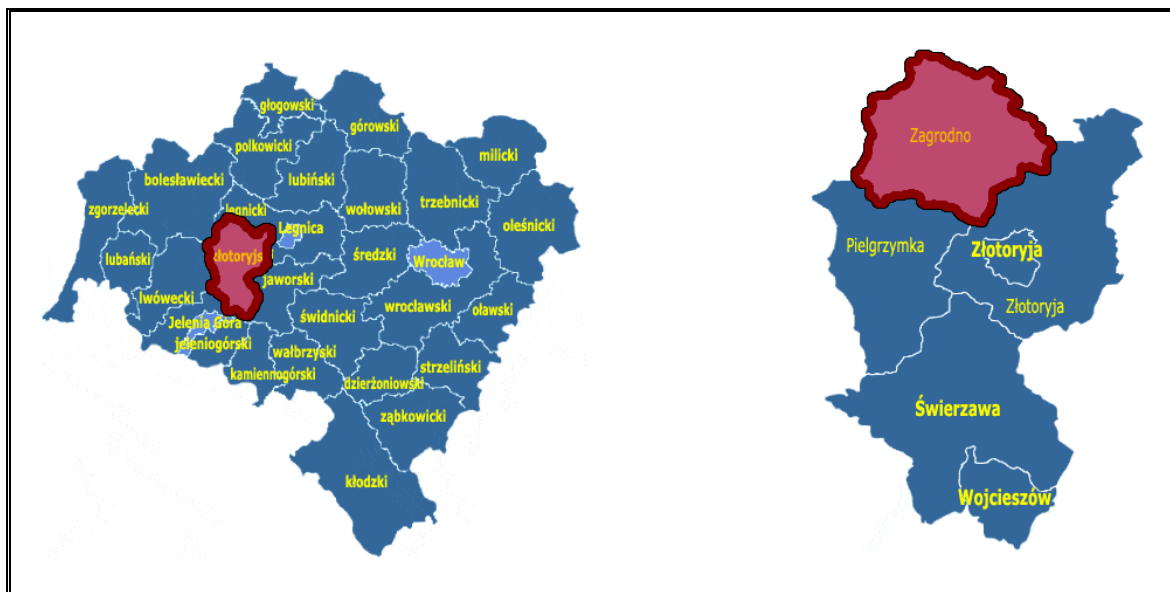 głogowski
górowski
polkowicki
milicki
bolesławiecki
lubiński
trzebnicki
zgorzelecki
legnicki
wołowski
oleśnicki
Legnica
lubański
złotoryjs
i
średzki
Wrocław
jaworski
lwówecki
wrocławski
oławski
Jelenia Góra
świdnicki
jeleniogórski
wałbrzyski
strzeliński
kamiennogórski
dzierżoniowski
ząbkowicki
kłodzki
Zagrodno
Pielgrzymka
Złotoryja
Złotoryja
Świerzawa
Wojcieszów